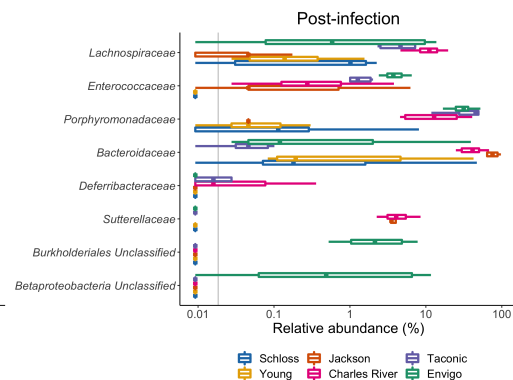 Post-infection
Lachnospiraceae
Enterococcaceae
Porphyromonadaceae
Bacteroidaceae
Deferribacteraceae
Sutterellaceae
Burkholderiales Unclassified
Betaproteobacteria Unclassified
0.01 0.1 1 10 100
Relative abundance (%)
Schloss Jackson Taconic
Young Charles River Envigo